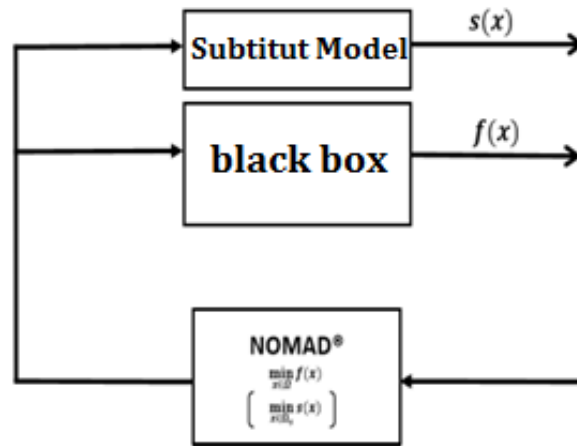 Subtitut Model
s(x)
black box
f(x)
NOMAD®
min f(x)
min s(x)